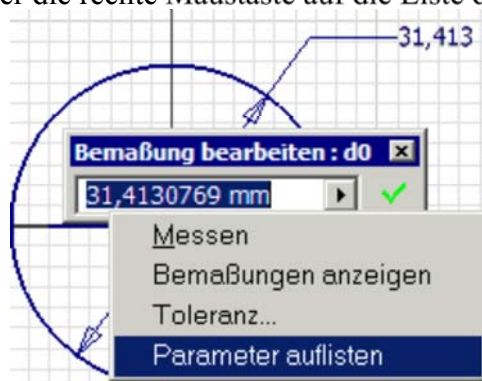 er die rechte Maustaste auf die Liste
31,413
Bemaßung bearbeiten : d0
31,4130769 mm
Messen
Bemaßungen anzeigen
Toleranz...
Parameter auflisten